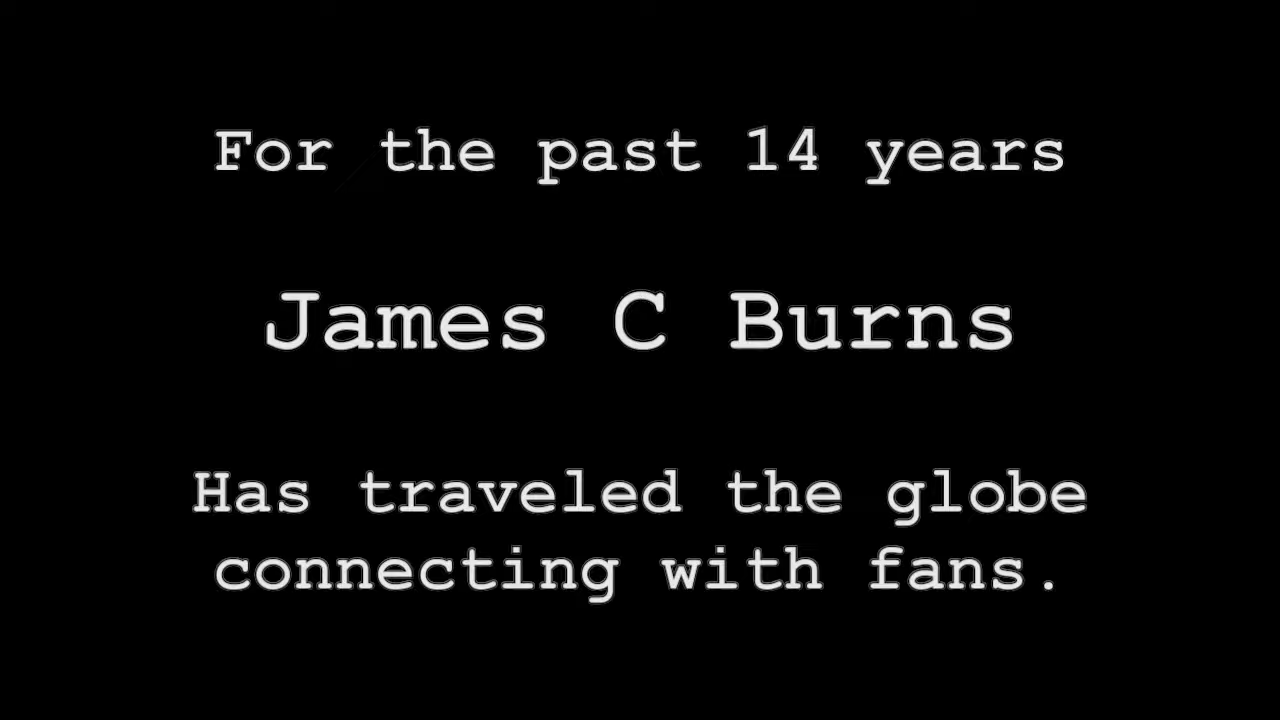 For the past 14 years
James C Burns
Has traveled the globe
connecting with fans.